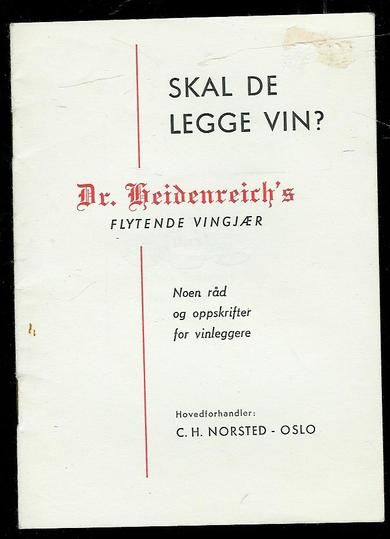 SKAL DE
LEGGE VIN?
Dr. Heidenreich's
FLYTENDE VINGJÆR
Noen råd
og oppskrifter
for vinleggere
Hovedforhandler:
C. H. NORSTED - OSLO